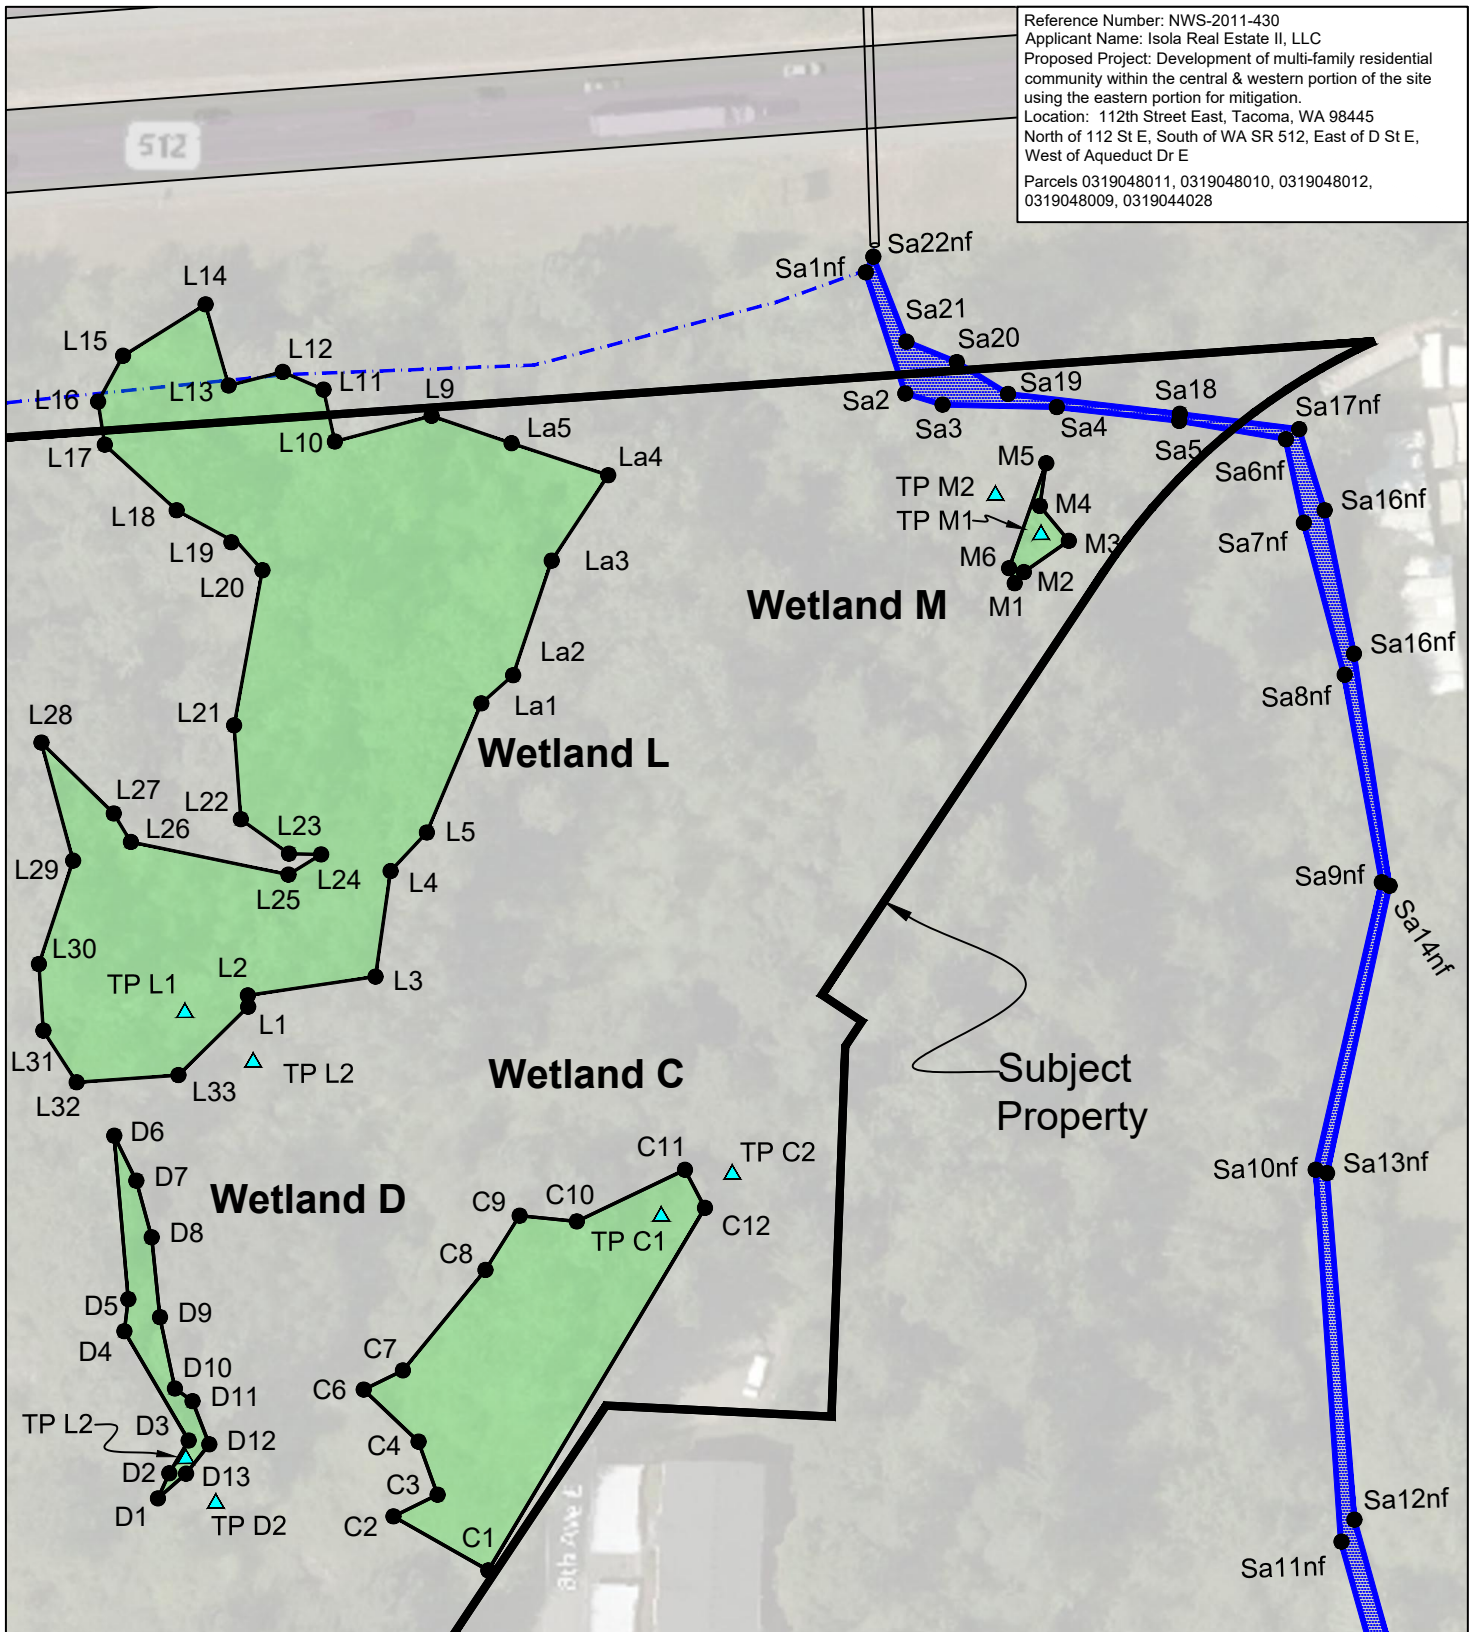 Reference Number: NWS-2011-430
Applicant Name: Isola Real Estate II, LLC
Proposed Project: Development of multi-family residential
community within the central & western portion of the site
using the eastern portion for mitigation.
Location: 112th Street East, Tacoma, WA 98445
North of 112 St E, South of WA SR 512, East of D St E,
West of Aqueduct Dr E
Parcels 0319048011, 0319048010, 0319048012,
0319048009, 0319044028
512
Sa22nf
Sa1nf
L14
Sa21
Sa20
L15
L12
L13
L11
L16
L9
Sa19
Sa18
Sa2
Sa3
Sa4
Sa5
Sa17nf
L17
L10
La5
La4
M5
Sa6nf
TP M2
M4
TP M1
Sa16nf
L18
L19
Sa7nf
M3
L20
La3
M6
M2
M1
Wetland M
La2
Sa16nf
Sa8nf
La1
L21
L28
Wetland L
L27
L22
L26
L23
L5
L29
L24
L25
L4
Sa9nf
Sa14nf
L30
L2
TP L1
L3
L1
L31
TP L2
L33
L32
Wetland C
Subject
Property
D6
C11
TP C2
Sa10nf
Sa13nf
D7
Wetland D
C9
C10
C12
D8
TP C1
C8
D5
D9
D4
C7
D10
C6
D11
TP L2
D3
D12
C4
D2
D13
C3
D1
TP D2
C2
8th Ave E
C1
Sa12nf
Sa11nf